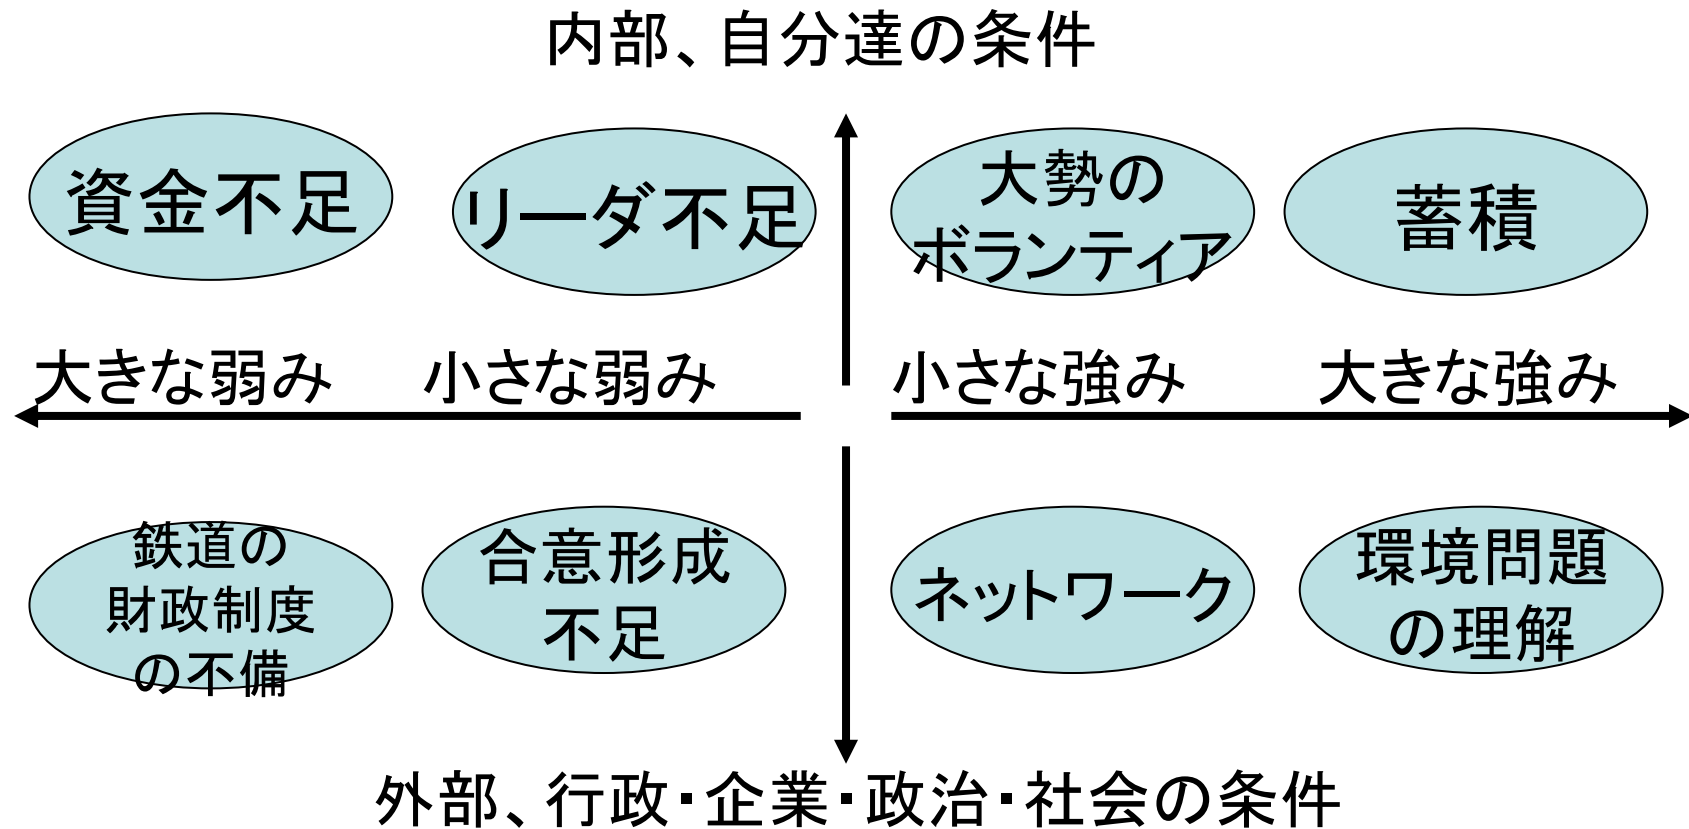 内部、自分達の条件
資金不足
リーダ不足
大勢の
ボランティア
蓄積
大きな弱み
小さな弱み
小さな強み
大きな強み
鉄道の
財政制度
の不備
合意形成
不足
ネットワーク
環境問題
の理解
外部、行政・企業・政治・社会の条件